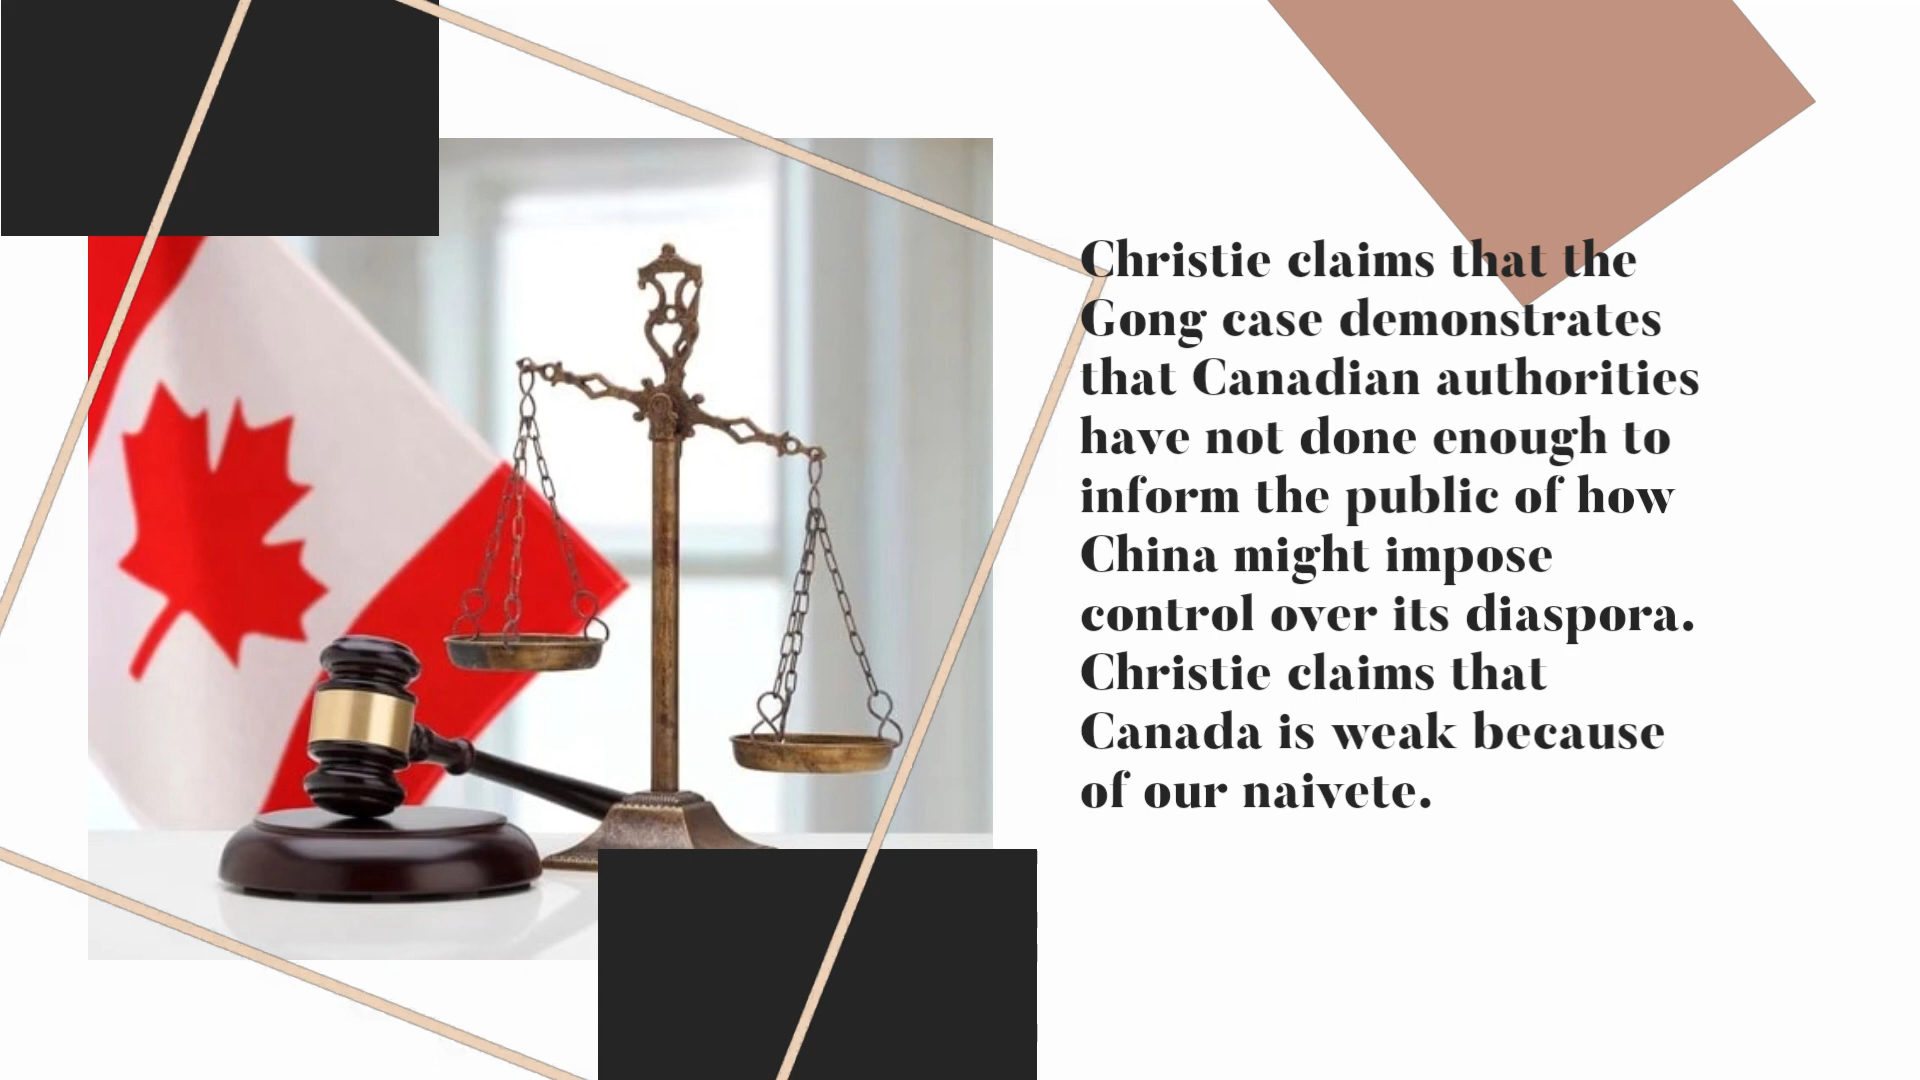 Christie claims that the
Gong case demonstrates
that Canadian authorities
have not done enough to
inform the public of how
China might impose
control over its diaspora.
Christie claims that
Canada is weak because
of our naivete.